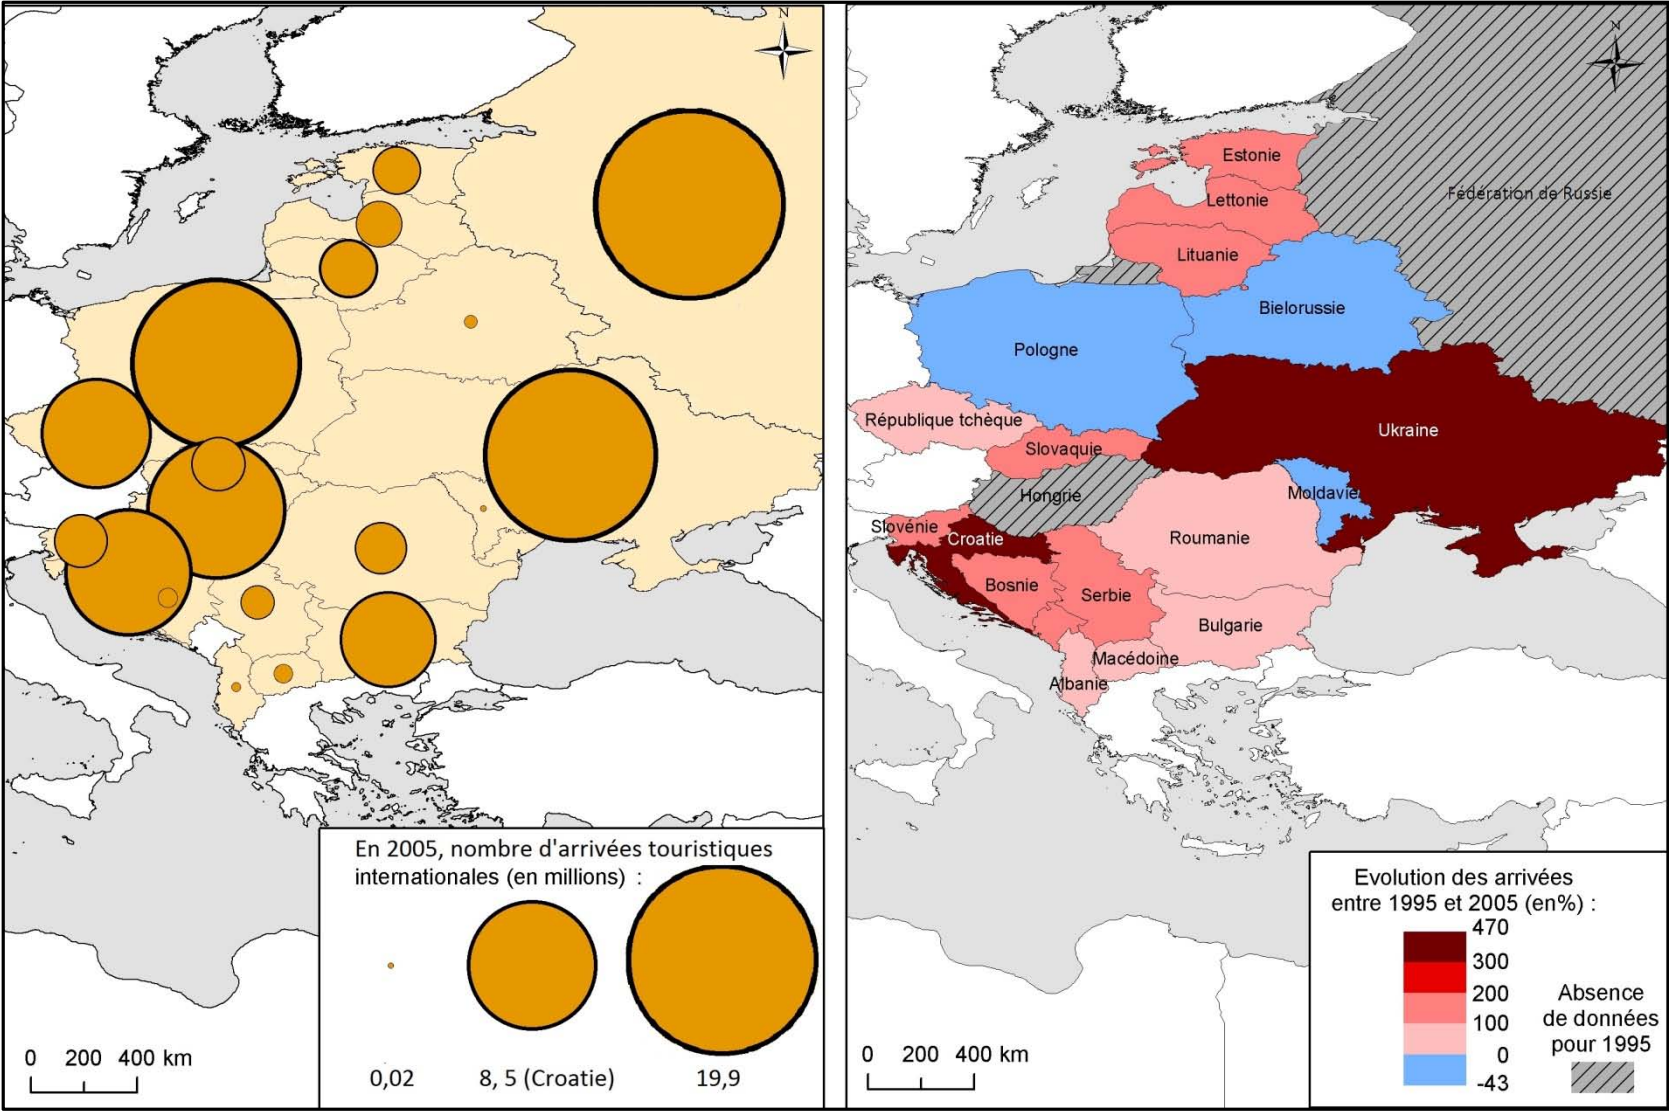 N
En 2005, nombre d'arrivées touristiques
internationales (en millions) :
0,02
8, 5 (Croatie)
19,9
0 200 400 km
N
Estonie
Fédération de Russie
Lettonie
Lituanie
Bielorussie
Pologne
République tchèque
Ukraine
Slovaquie
Hongrie
Moldavie
Slovénie
Croatie
Roumanie
Bosnie
Serbie
Bulgarie
Macédoine
Albanie
Evolution des arrivées
entre 1995 et 2005 (en%) :
470
300
200
100
0
-43
Absence
de données
pour 1995
0 200 400 km